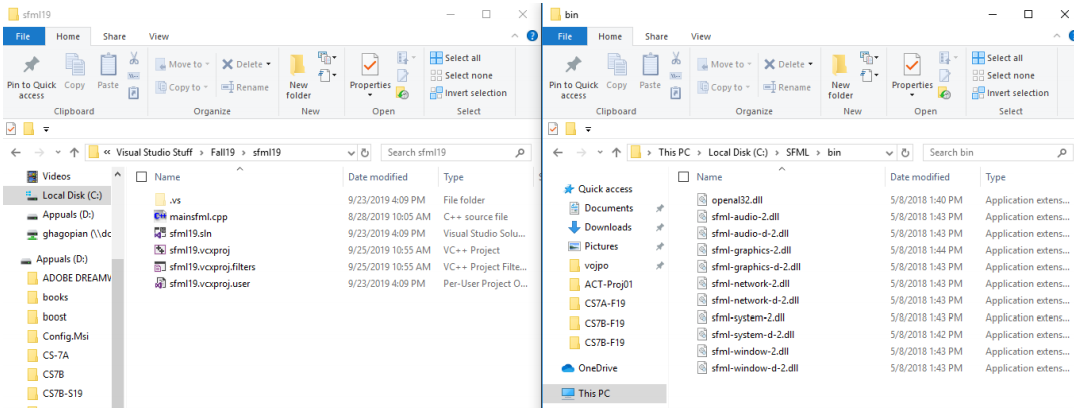 sfml19
File Home Share View
Pin to Quick access
Copy
Paste
Clipboard
Move to
Copy to
Delete
Rename
Organize
New folder
New
Properties
Open
Select all
Select none
Invert selection
Select
« Visual Studio Stuff > Fall19 > sfml19
Search sfml19
Videos
Local Disk (C:)
Appuals (D:)
ghagopian (\\dc
Appuals (D:)
ADOBE DREAMW
books
boost
Config.Msi
CS-7A
CS7B
CS7B-S19
Name Date modified Type
.vs 9/23/2019 4:09 PM File folder
mainsfml.cpp 8/28/2019 10:05 AM C++ source file
sfml19.sln 9/23/2019 4:09 PM Visual Studio Solu...
sfml19.vcxproj 9/25/2019 10:55 AM VC++ Project
sfml19.vcxproj.filters 9/25/2019 10:55 AM VC++ Project Filte...
sfml19.vcxproj.user 9/23/2019 4:09 PM Per-User Project O...
bin
File Home Share View
Pin to Quick access
Copy
Paste
Clipboard
Move to
Copy to
Delete
Rename
Organize
New folder
New
Properties
Open
Select all
Select none
Invert selection
Select
> This PC > Local Disk (C:) > SFML > bin
Search bin
Quick access
Documents
Downloads
Pictures
vojpo
ACT-Proj01
CS7A-F19
CS7B-F19
CS7B-F19
OneDrive
This PC
Name Date modified Type
openal32.dll 5/8/2018 1:40 PM Application extens...
sfml-audio-2.dll 5/8/2018 1:43 PM Application extens...
sfml-audio-d-2.dll 5/8/2018 1:43 PM Application extens...
sfml-graphics-2.dll 5/8/2018 1:44 PM Application extens...
sfml-graphics-d-2.dll 5/8/2018 1:43 PM Application extens...
sfml-network-2.dll 5/8/2018 1:43 PM Application extens...
sfml-network-d-2.dll 5/8/2018 1:43 PM Application extens...
sfml-system-2.dll 5/8/2018 1:43 PM Application extens...
sfml-system-d-2.dll 5/8/2018 1:42 PM Application extens...
sfml-window-2.dll 5/8/2018 1:43 PM Application extens...
sfml-window-d-2.dll 5/8/2018 1:43 PM Application extens...